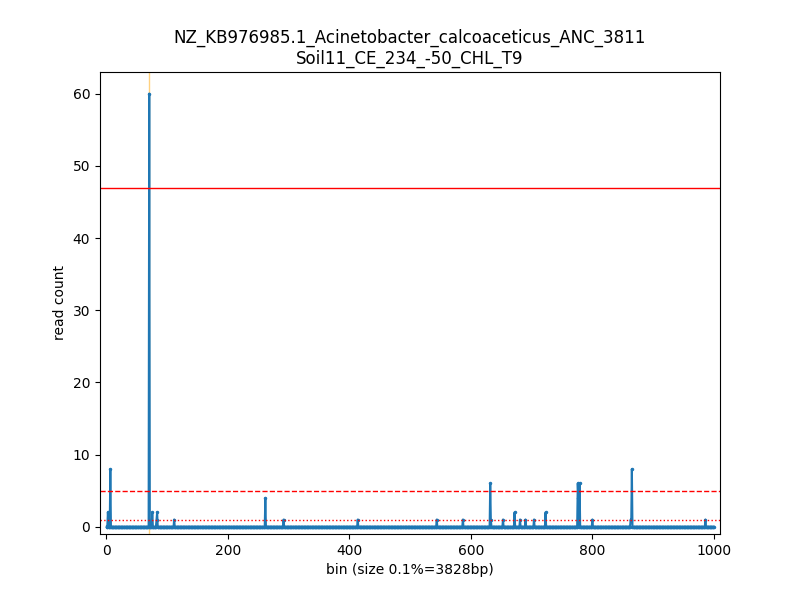 NZ_KB976985.1_Acinetobacter_calcoaceticus_ANC_3811
Soil11_CE_234_-50_CHL_T9
60
50
40
30
20
10
0
read count
0 200 400 600 800 1000
bin (size 0.1%=3828bp)